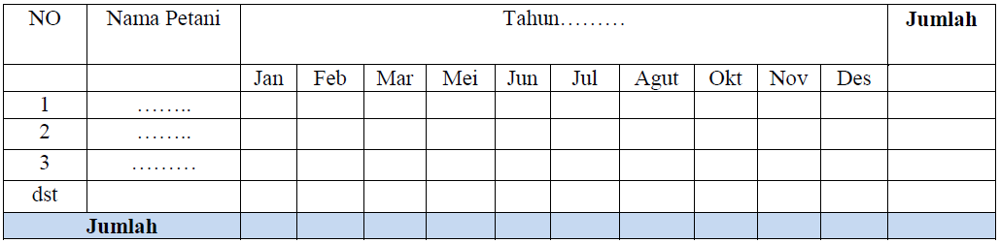 NO Nama Petani Tahun……… Jumlah
Jan Feb Mar Mei Jun Jul Agut Okt Nov Des
1 ……..
2 ……..
3 ………
dst
Jumlah